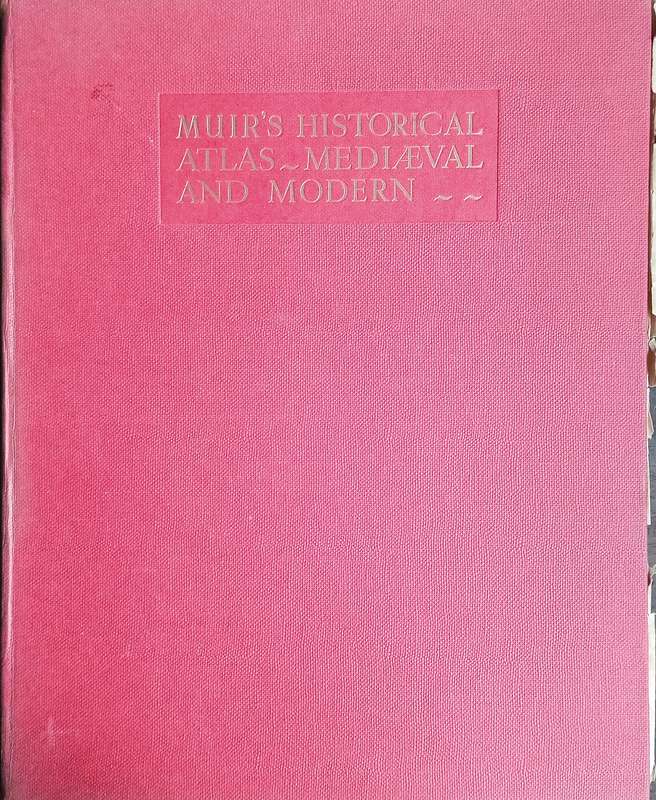 MUIR'S HISTORICAL
ATLAS ~ MEDIÆVAL
AND MODERN ~ ~